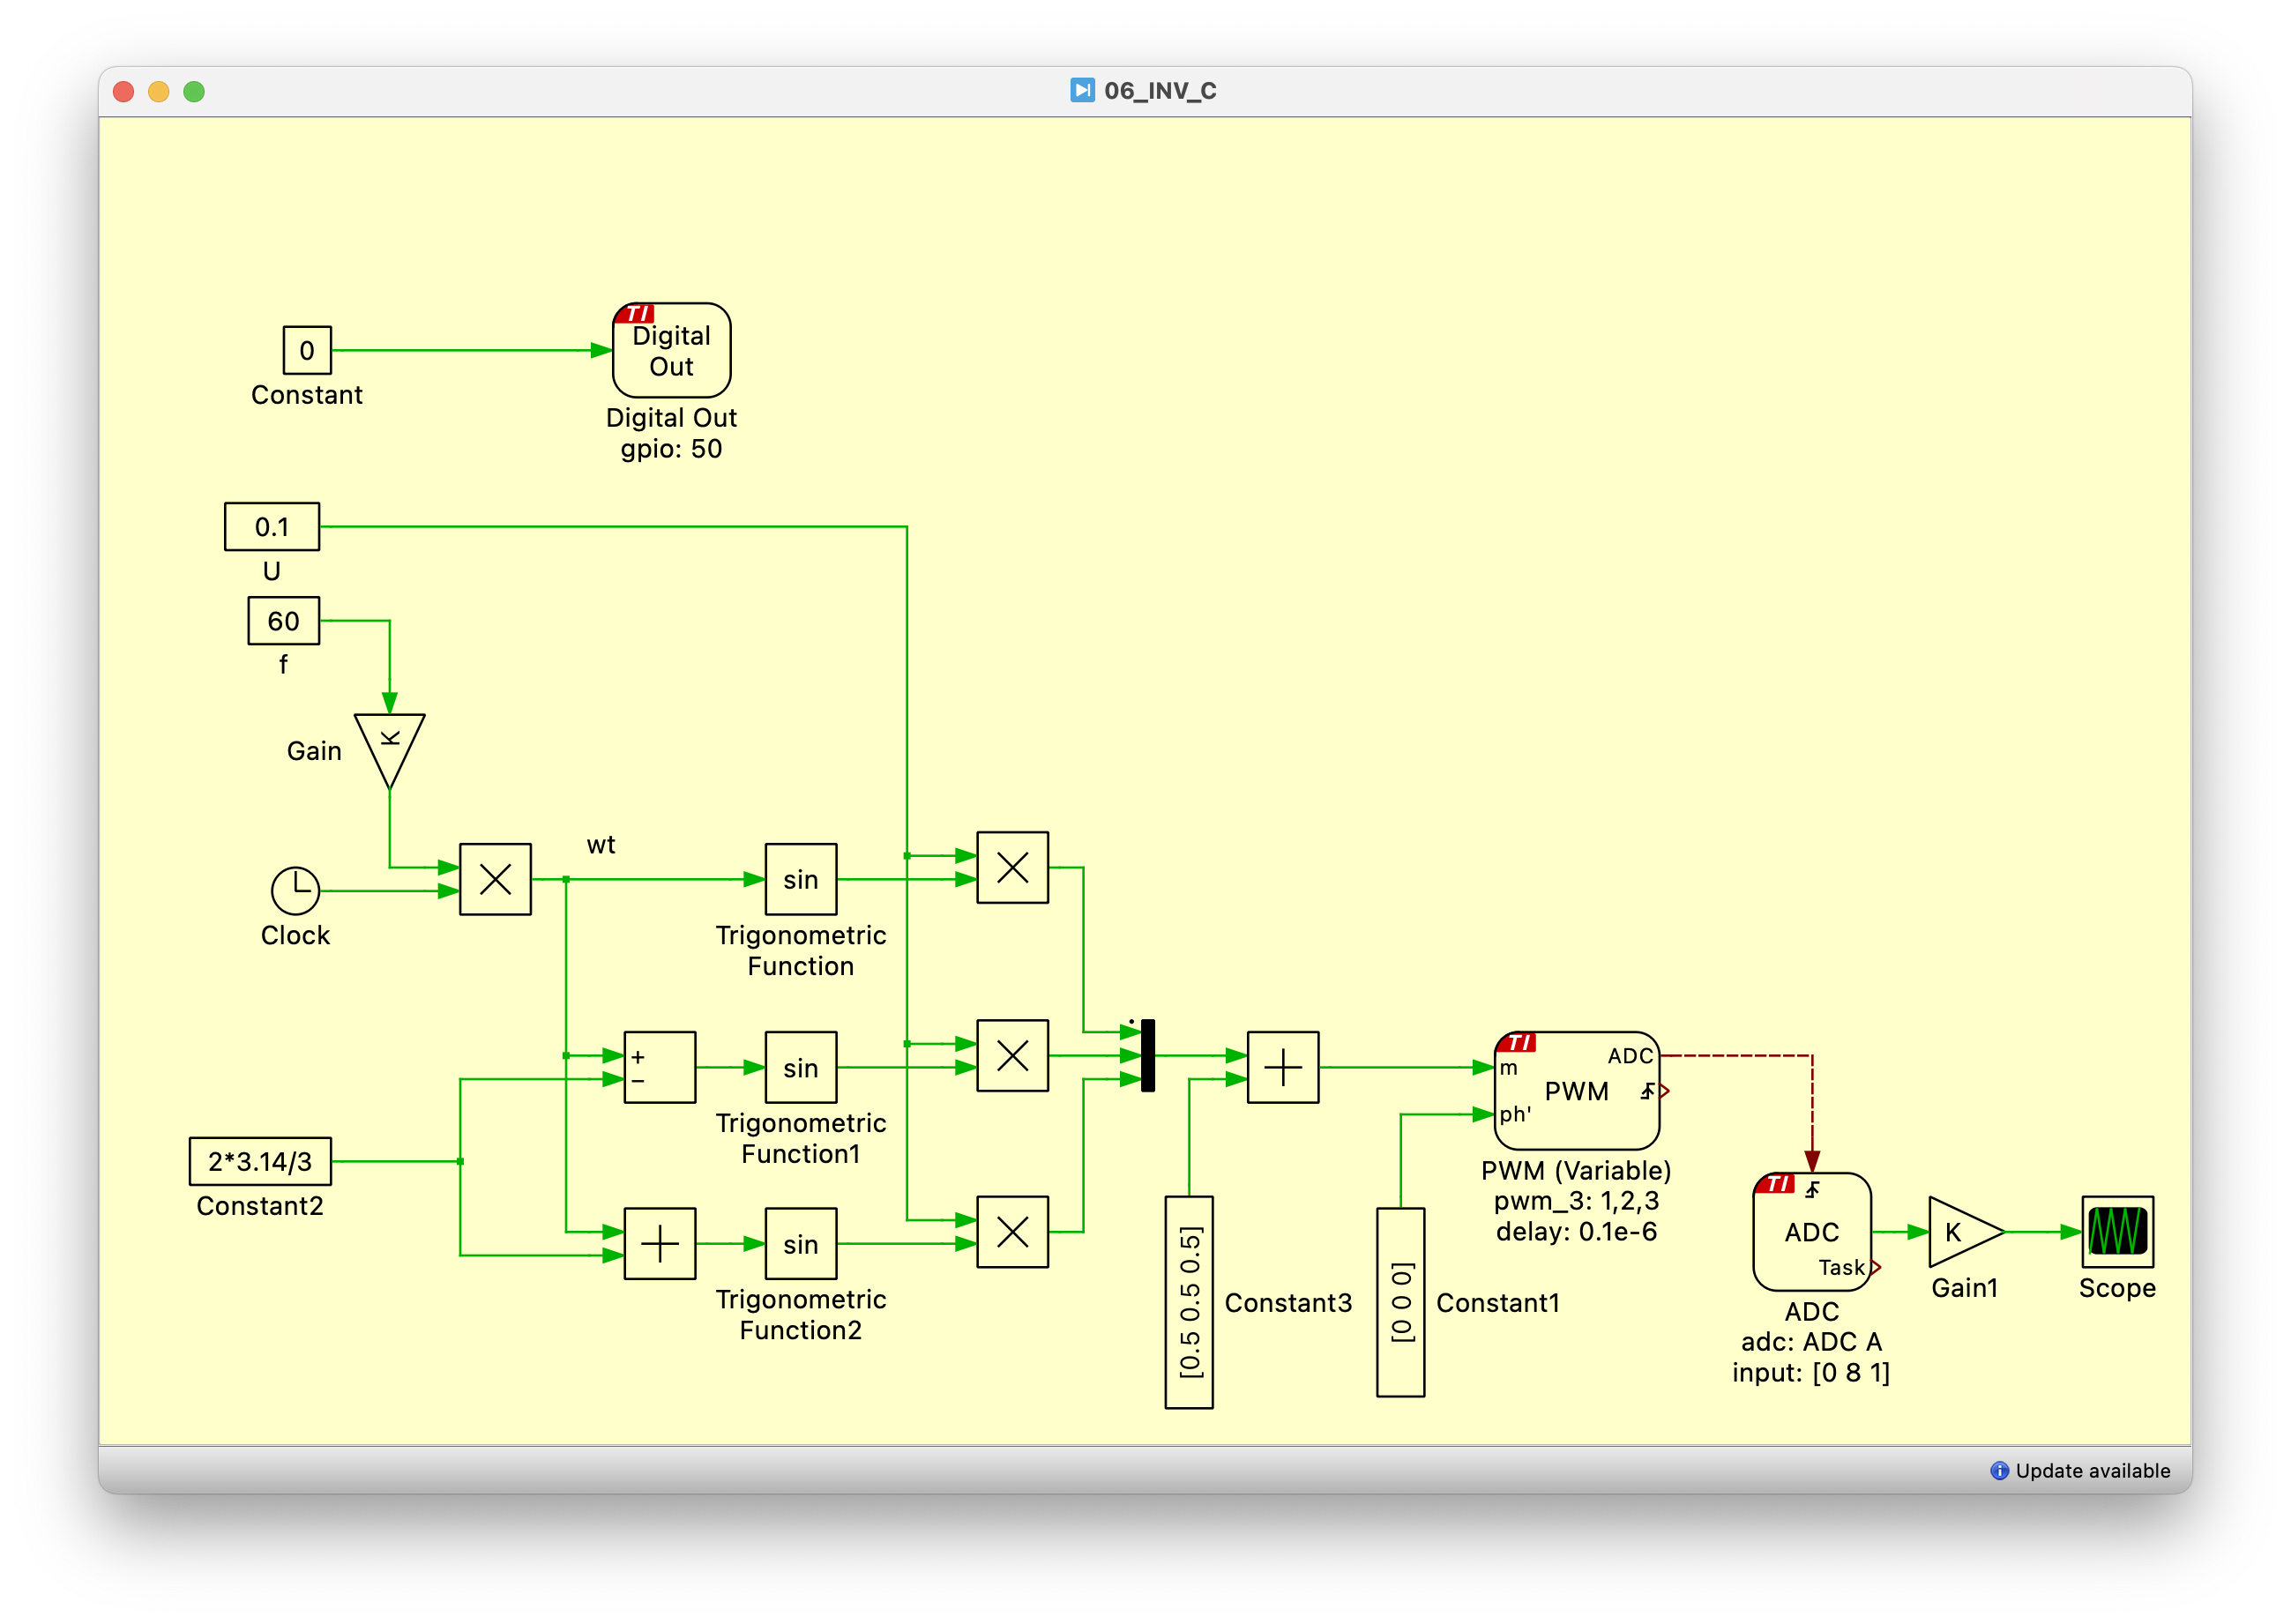 06_INV_C
0
Constant
TI
Digital
Out
Digital Out
gpio: 50
0.1
U
60
f
K
Gain
wt
Clock
sin
Trigonometric
Function
+
−
sin
Trigonometric
Function1
2*3.14/3
Constant2
sin
Trigonometric
Function2
[0.5 0.5 0.5]
Constant3
[0 0 0]
Constant1
TI
ADC
m
PWM
ph'
PWM (Variable)
pwm_3: 1,2,3
delay: 0.1e-6
TI
ADC
Task
ADC
adc: ADC A
input: [0 8 1]
K
Gain1
Scope
Update available